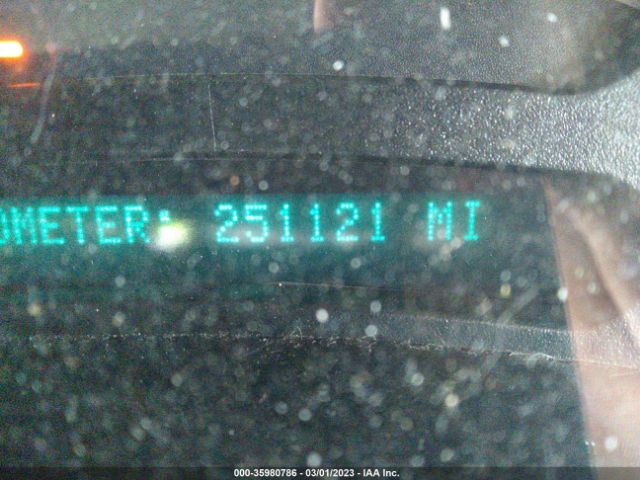 OMETER: 251121 MI
000-35980786 - 03/01/2023 - IAA Inc.